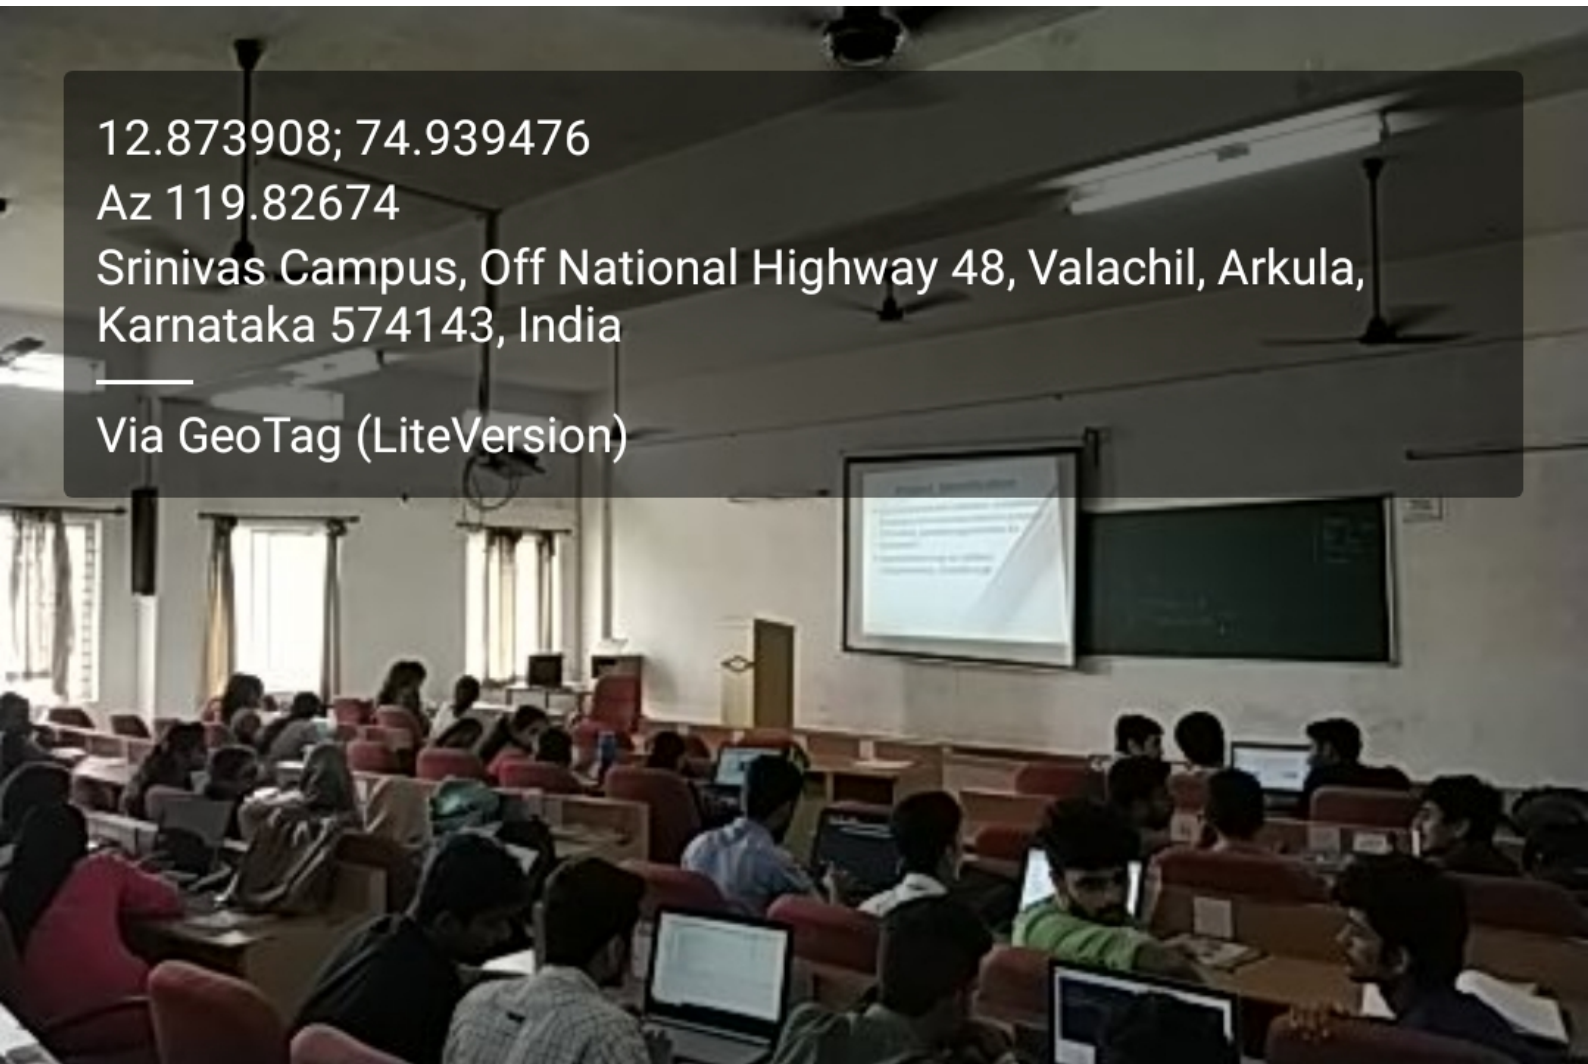 12.873908; 74.939476
Az 119.82674
Srinivas Campus, Off National Highway 48, Valachil, Arkula,
Karnataka 574143, India
Via GeoTag (LiteVersion)